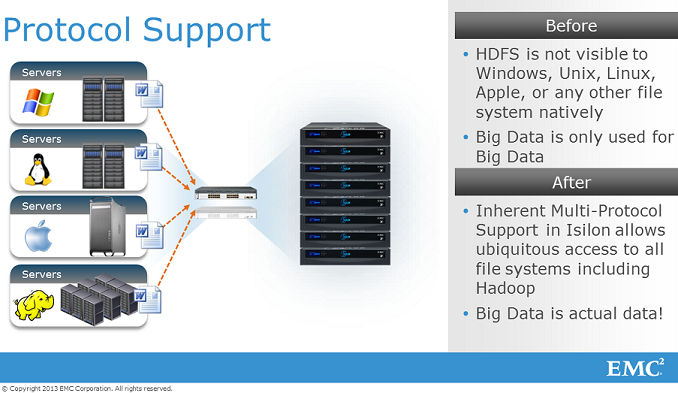 Protocol Support
Servers
Servers
Servers
Servers
W
W
W
W
Before
• HDFS is not visible to
Windows, Unix, Linux,
Apple, or any other file
system natively
• Big Data is only used for
Big Data
After
• Inherent Multi-Protocol
Support in Isilon allows
ubiquitous access to all
file systems including
Hadoop
• Big Data is actual data!
EMC²
© Copyright 2013 EMC Corporation. All rights reserved.